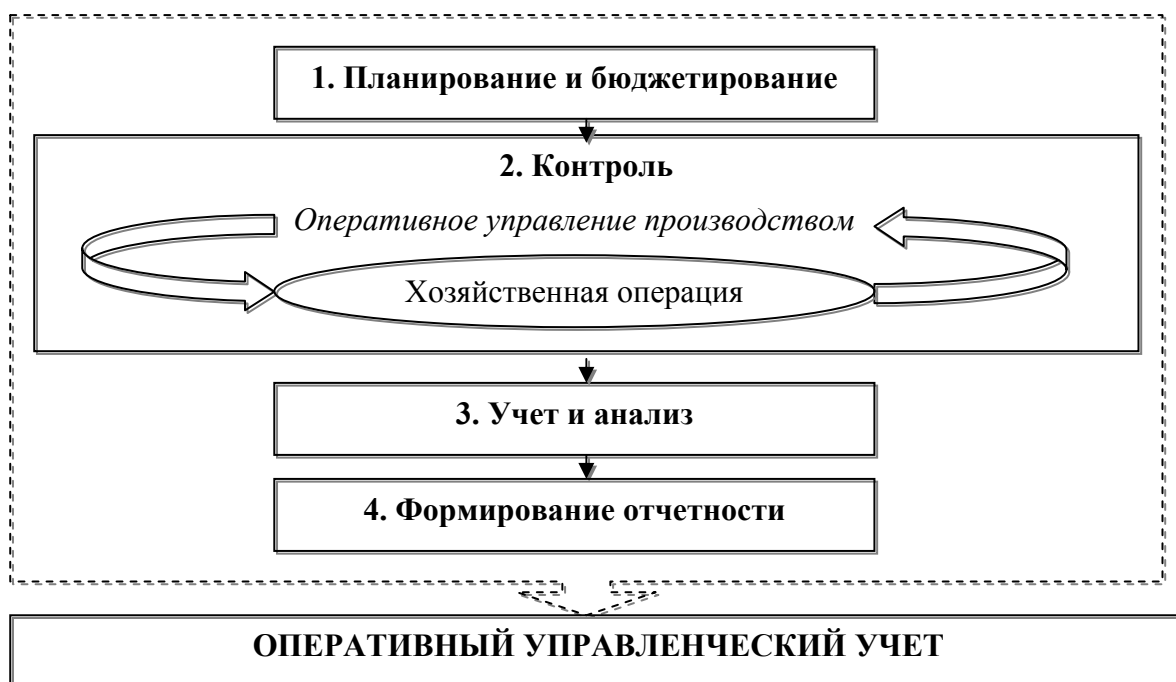 1. Планирование и бюджетирование
2. Контроль
Оперативное управление производством
Хозяйственная операция
3. Учет и анализ
4. Формирование отчетности
ОПЕРАТИВНЫЙ УПРАВЛЕНЧЕСКИЙ УЧЕТ